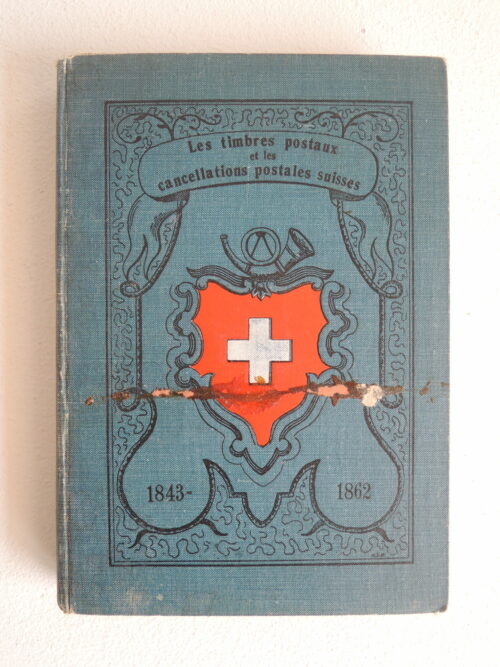 Les timbres postaux
et les
cancellations postales suisses
1843- 1862